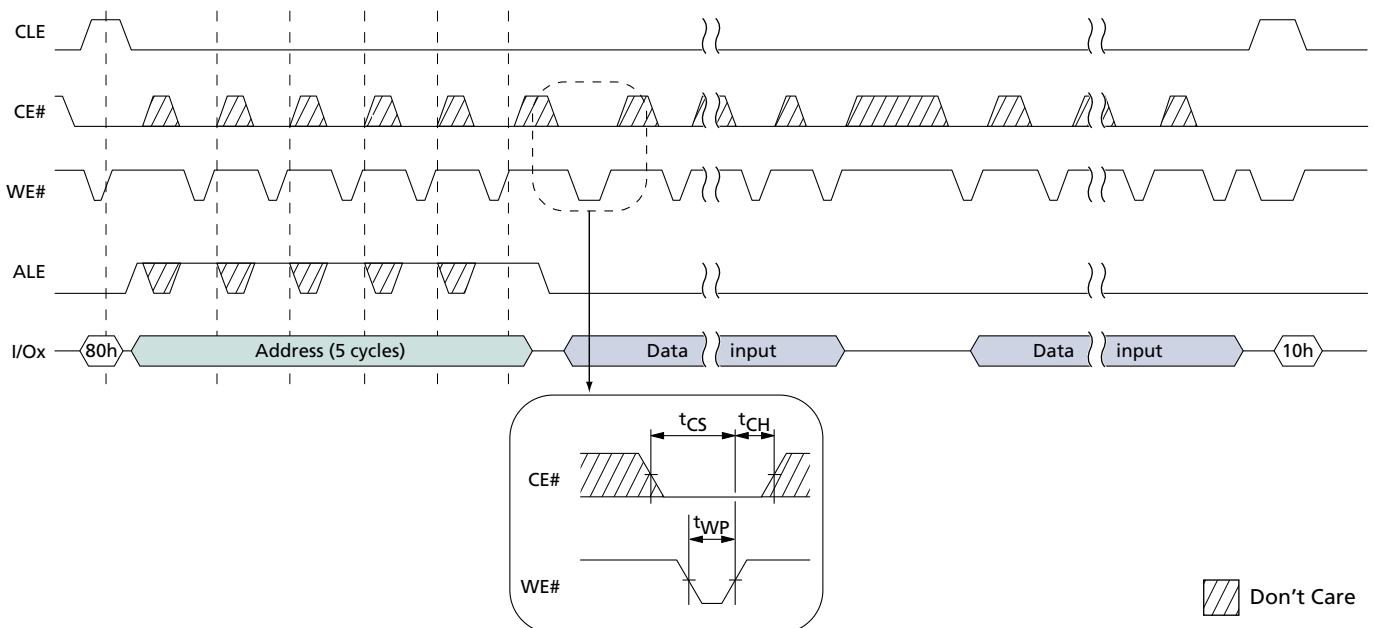 CLE
CE#
WE#
ALE
I/Ox
80h
Address (5 cycles)
Data input
Data input
10h
tCS
tCH
CE#
tWP
WE#
Don't Care